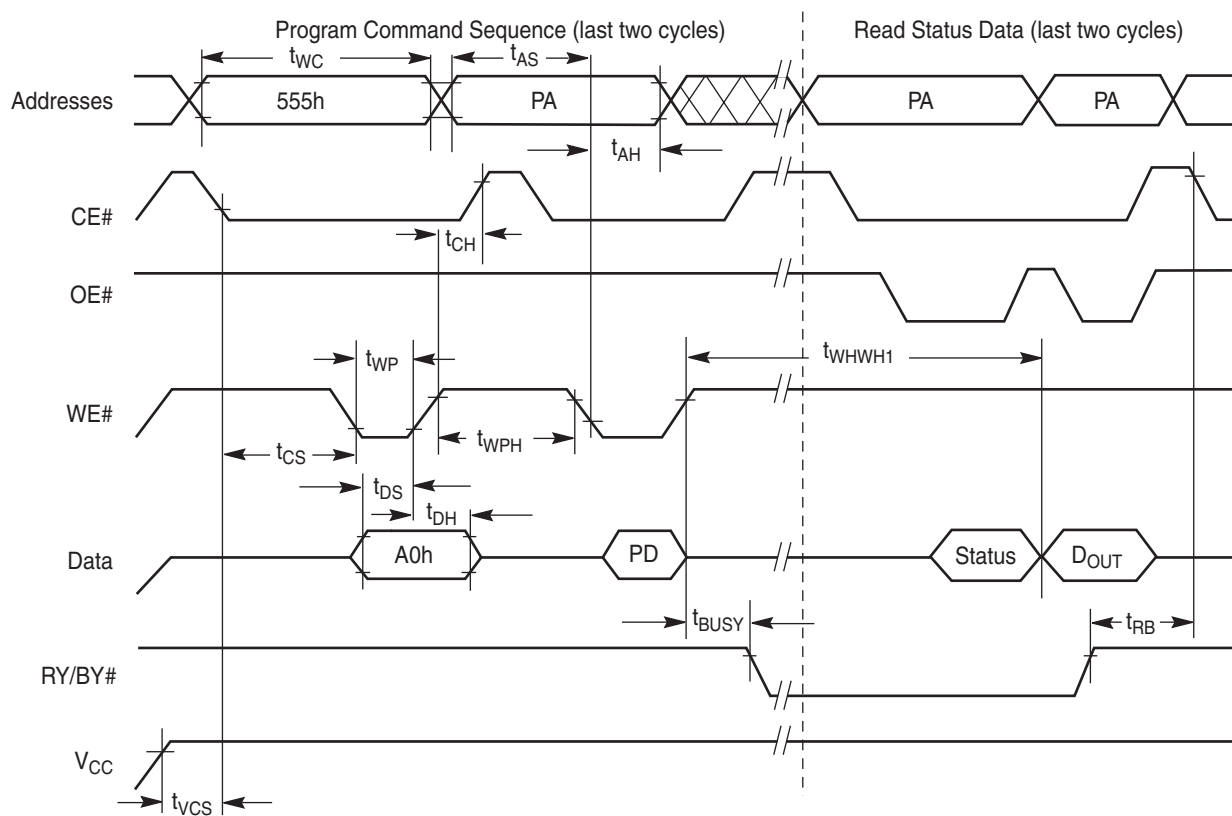 Program Command Sequence (last two cycles)
Read Status Data (last two cycles)
tWC
tAS
Addresses
555h
PA
PA
PA
tAH
CE#
tCH
OE#
tWP
tWHWH1
WE#
tCS
tWPH
tDS
tDH
Data
A0h
PD
Status
DOUT
tBUSY
tRB
RY/BY#
VCC
tVCS